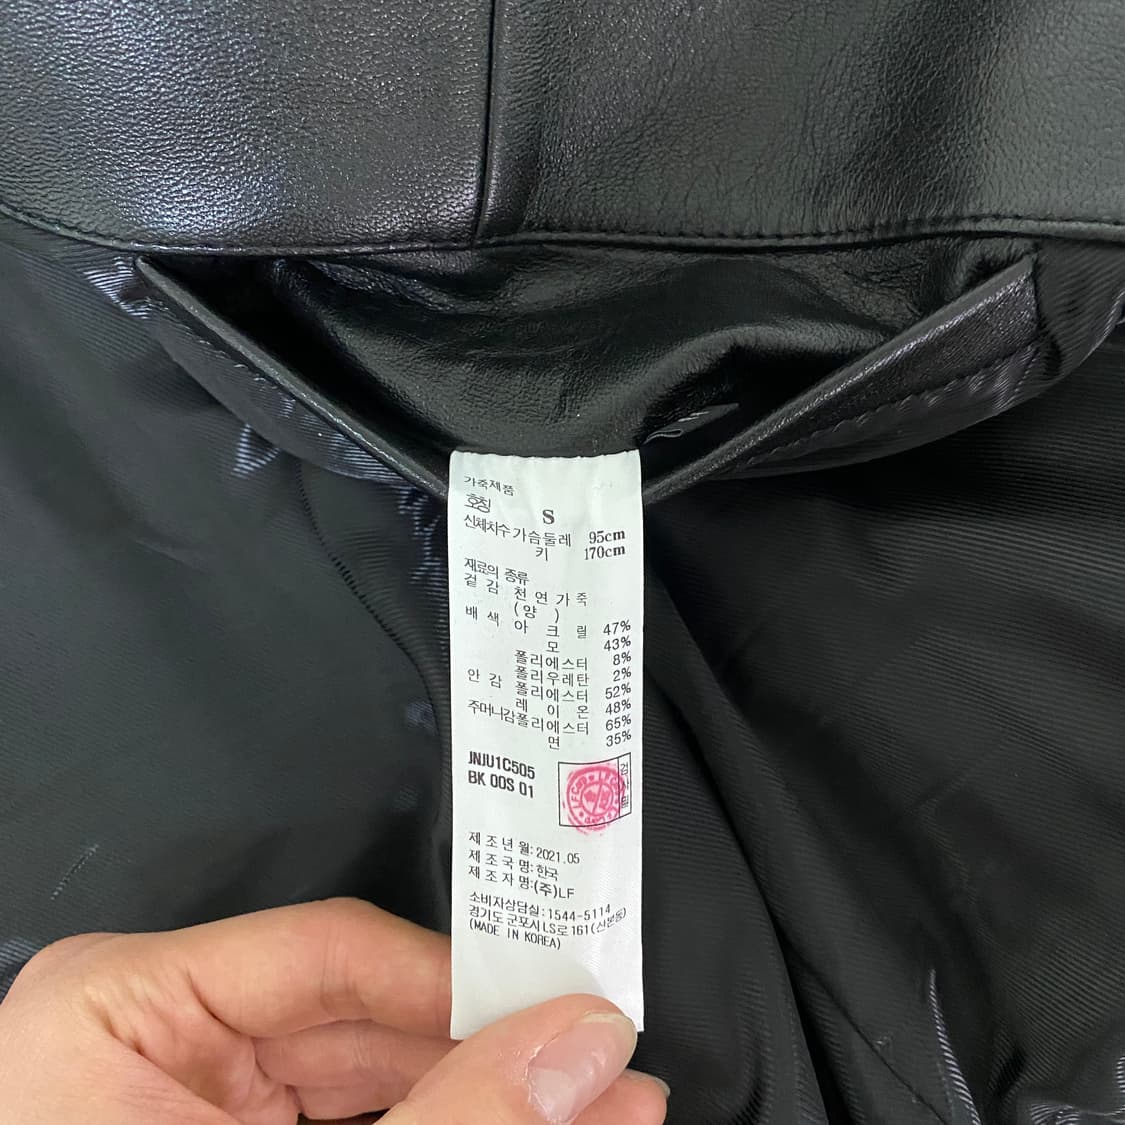 가죽제품
호칭 S
신체치수 가슴둘레 95cm
키 170cm
재료의 종류
겉 감 천 연 가 죽
(양 )
배 색 아 크 릴 47%
모 43%
폴리에스터 8%
폴리우레탄 2%
안 감 폴리에스터 52%
레 이 온 48%
주머니감폴리에스터 65%
면 35%
JNJU1C505
BK 00S 01
검사필
제 조 년 월: 2021.05
제 조 국 명: 한국
제 조 자 명:(주)LF
소비자상담실: 1544-5114
경기도 군포시 LS로 161(산본동)
(MADE IN KOREA)